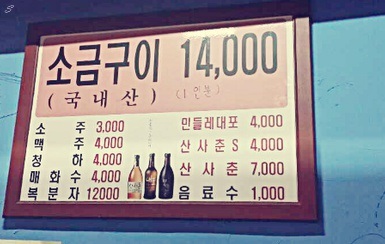 소금구이 14,000
(국내산) (1인분)
소주 3,000
맥주 4,000
청하 4,000
매화수 4,000
복분자 12000
민들레대포 4,000
산사춘S 4,000
산사춘 7,000
음료수 1,000